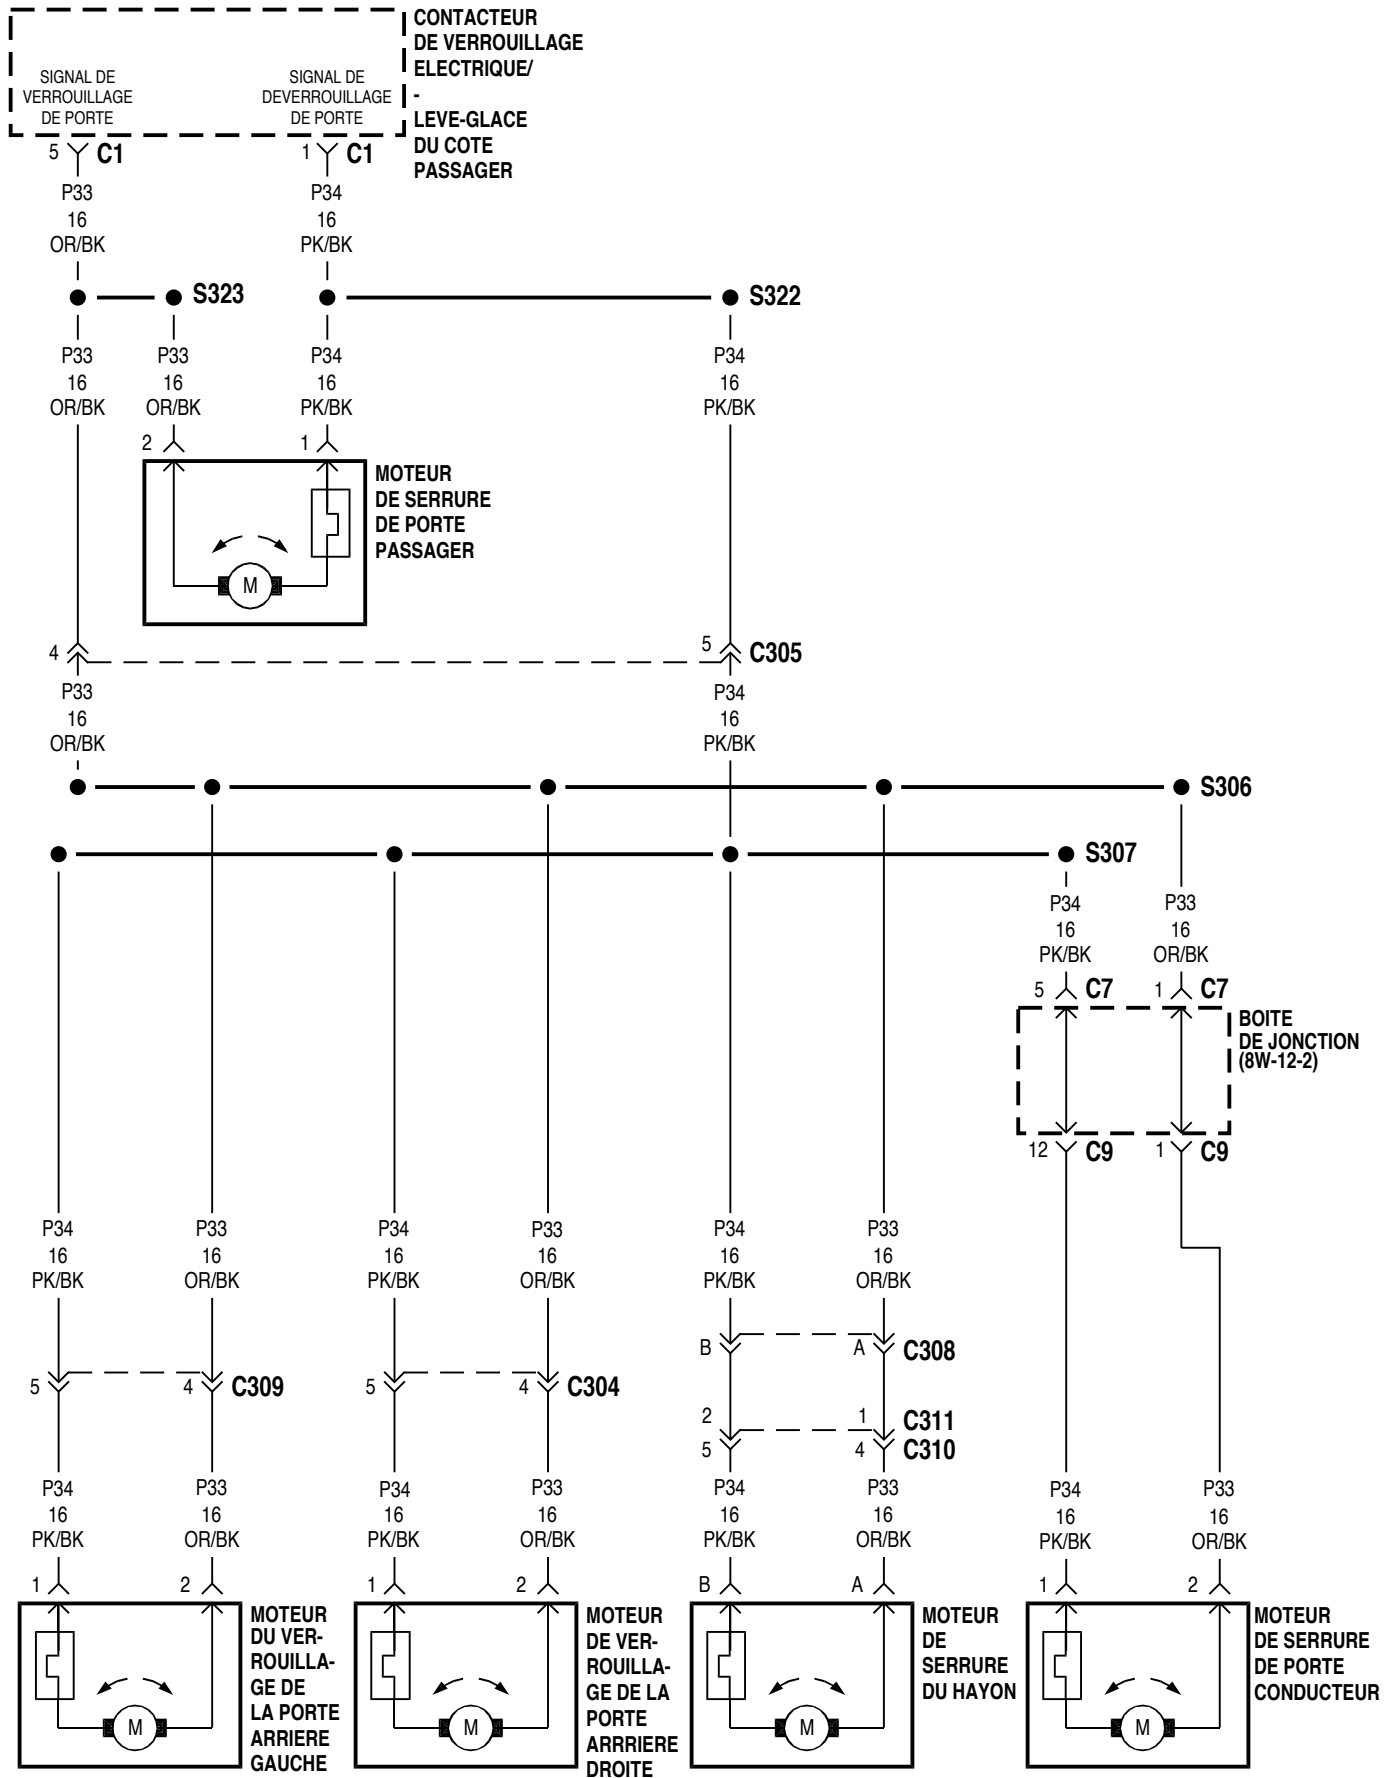 CONTACTEUR
DE VERROUILLAGE
ELECTRIQUE/
-
LEVE-GLACE
DU COTE
PASSAGER
SIGNAL DE
VERROUILLAGE
DE PORTE
SIGNAL DE
DEVERROUILLAGE
DE PORTE
5 C1 1 C1
P33 P34
16 16
OR/BK PK/BK
S323 S322
P33 P33 P34 P34
16 16 16 16
OR/BK OR/BK PK/BK PK/BK
2 1
MOTEUR
DE SERRURE
DE PORTE
PASSAGER
M
4 5 C305
P33 P34
16 16
OR/BK PK/BK
S306
S307
P34 P33
16 16
PK/BK OR/BK
5 C7 1 C7
BOITE
DE JONCTION
(8W-12-2)
12 C9 1 C9
P34 P33 P34 P33 P34 P33
16 16 16 16 16 16
PK/BK OR/BK PK/BK OR/BK PK/BK OR/BK
B A C308
5 4 C309 5 4 C304
2 1 C311
5 4 C310
P34 P33 P34 P33 P34 P33 P34 P33
16 16 16 16 16 16 16 16
PK/BK OR/BK PK/BK OR/BK PK/BK OR/BK PK/BK OR/BK
1 2 1 2 B A 1 2
MOTEUR
DU VER-
ROUILLA-
GE DE
LA PORTE
ARRIERE
GAUCHE
M
MOTEUR
DE VER-
ROUILLA-
GE DE LA
PORTE
ARRRIERE
DROITE
M
MOTEUR
DE
SERRURE
DU HAYON
M
MOTEUR
DE SERRURE
DE PORTE
CONDUCTEUR
M